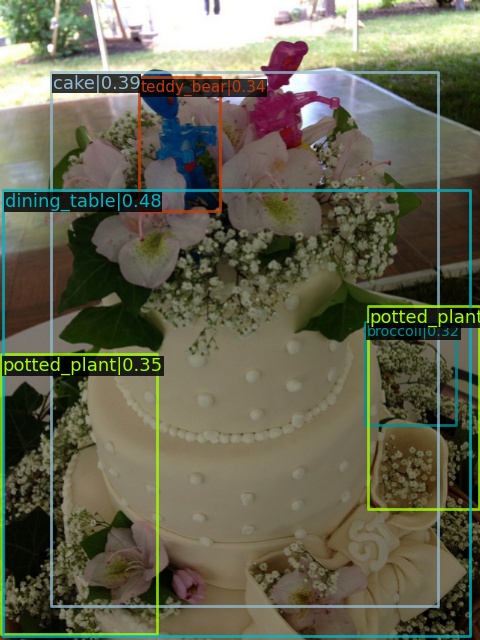 cake|0.39
teddy_bear|0.34
dining_table|0.48
potted_plant
broccoli|0.32
potted_plant|0.35